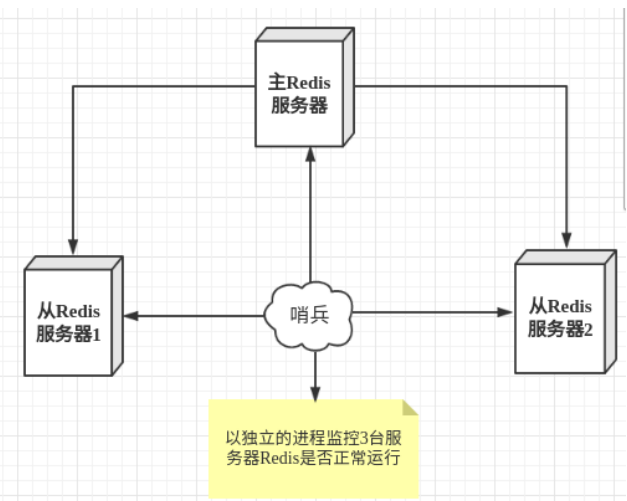 主Redis
服务器
从Redis
服务器1
哨兵
从Redis
服务器2
以独立的进程监控3台服
务器Redis是否正常运行